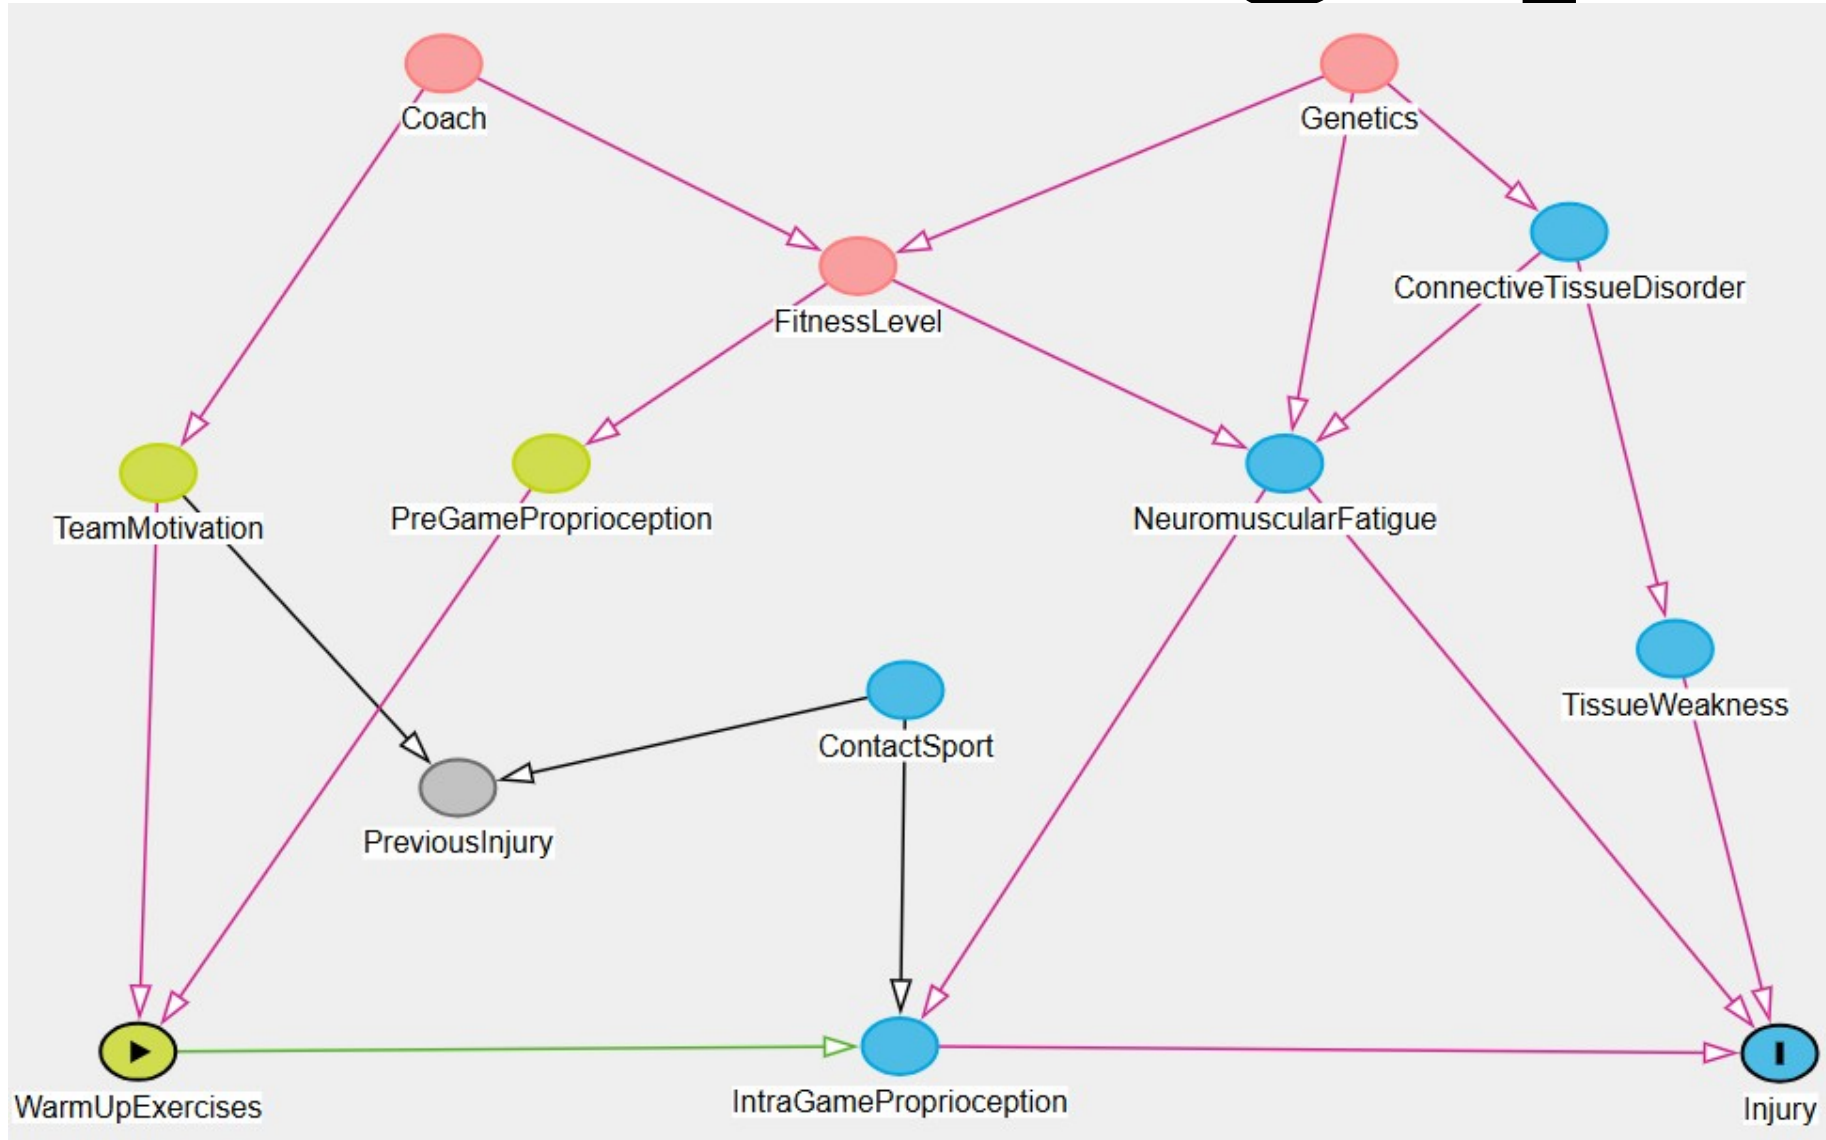 Coach
Genetics
ConnectiveTissueDisorder
FitnessLevel
TeamMotivation
PreGameProprioception
NeuromuscularFatigue
TissueWeakness
ContactSport
PreviousInjury
WarmUpExercises
IntraGameProprioception
Injury